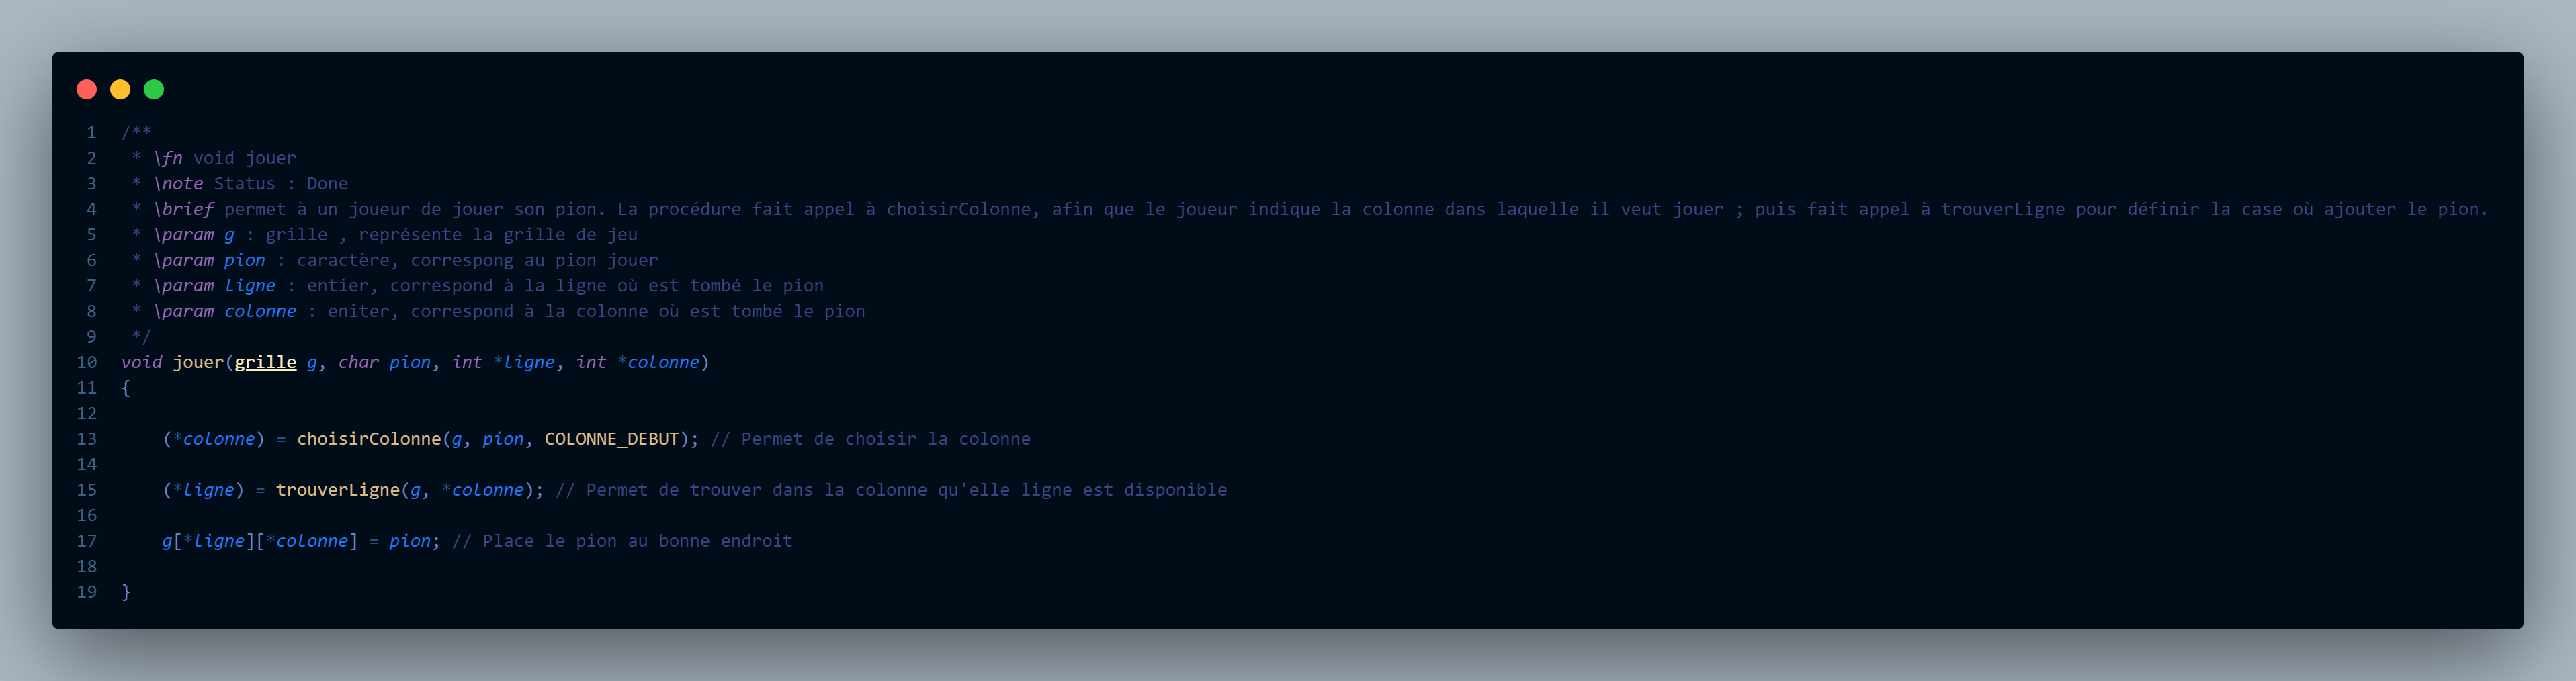 1 /**
2  * \fn void jouer
3  * \note Status : Done
4  * \brief permet à un joueur de jouer son pion. La procédure fait appel à choisirColonne, afin que le joueur indique la colonne dans laquelle il veut jouer ; puis fait appel à trouverLigne pour définir la case où ajouter le pion.
5  * \param g : grille , représente la grille de jeu
6  * \param pion : caractère, correspong au pion jouer
7  * \param ligne : entier, correspond à la ligne où est tombé le pion
8  * \param colonne : eniter, correspond à la colonne où est tombé le pion
9  */
10 void jouer(grille g, char pion, int *ligne, int *colonne)
11 {
12
13     (*colonne) = choisirColonne(g, pion, COLONNE_DEBUT); // Permet de choisir la colonne
14
15     (*ligne) = trouverLigne(g, *colonne); // Permet de trouver dans la colonne qu'elle ligne est disponible
16
17     g[*ligne][*colonne] = pion; // Place le pion au bonne endroit
18
19 }